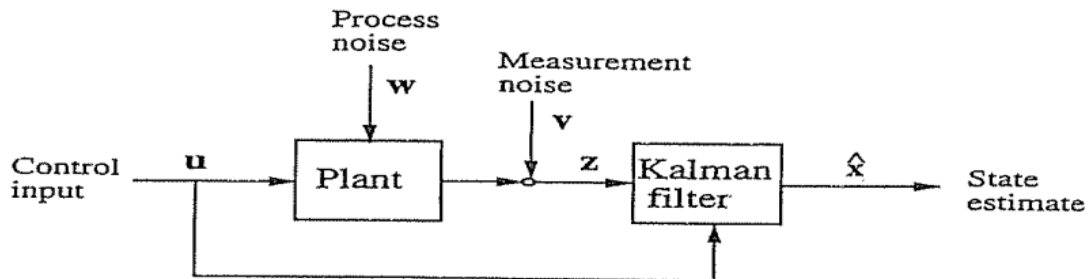 Process
noise
w
Measurement
noise
v
Control
input
u
Plant
z
Kalman
filter
x̂
State
estimate